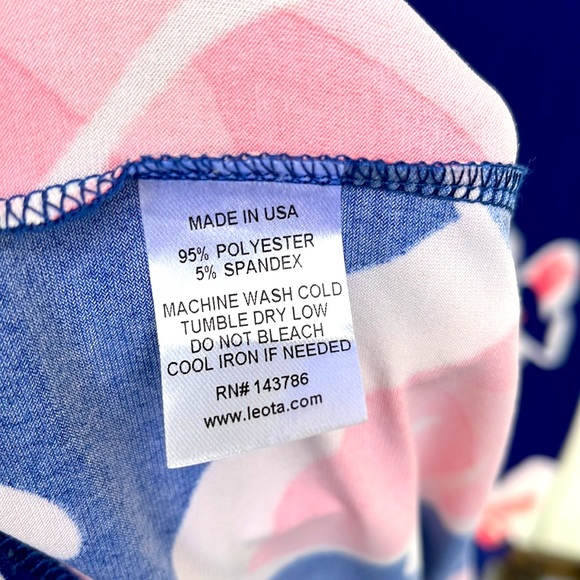 MADE IN USA
95% POLYESTER
5% SPANDEX
MACHINE WASH COLD
TUMBLE DRY LOW
DO NOT BLEACH
COOL IRON IF NEEDED
RN# 143786
www.leota.com